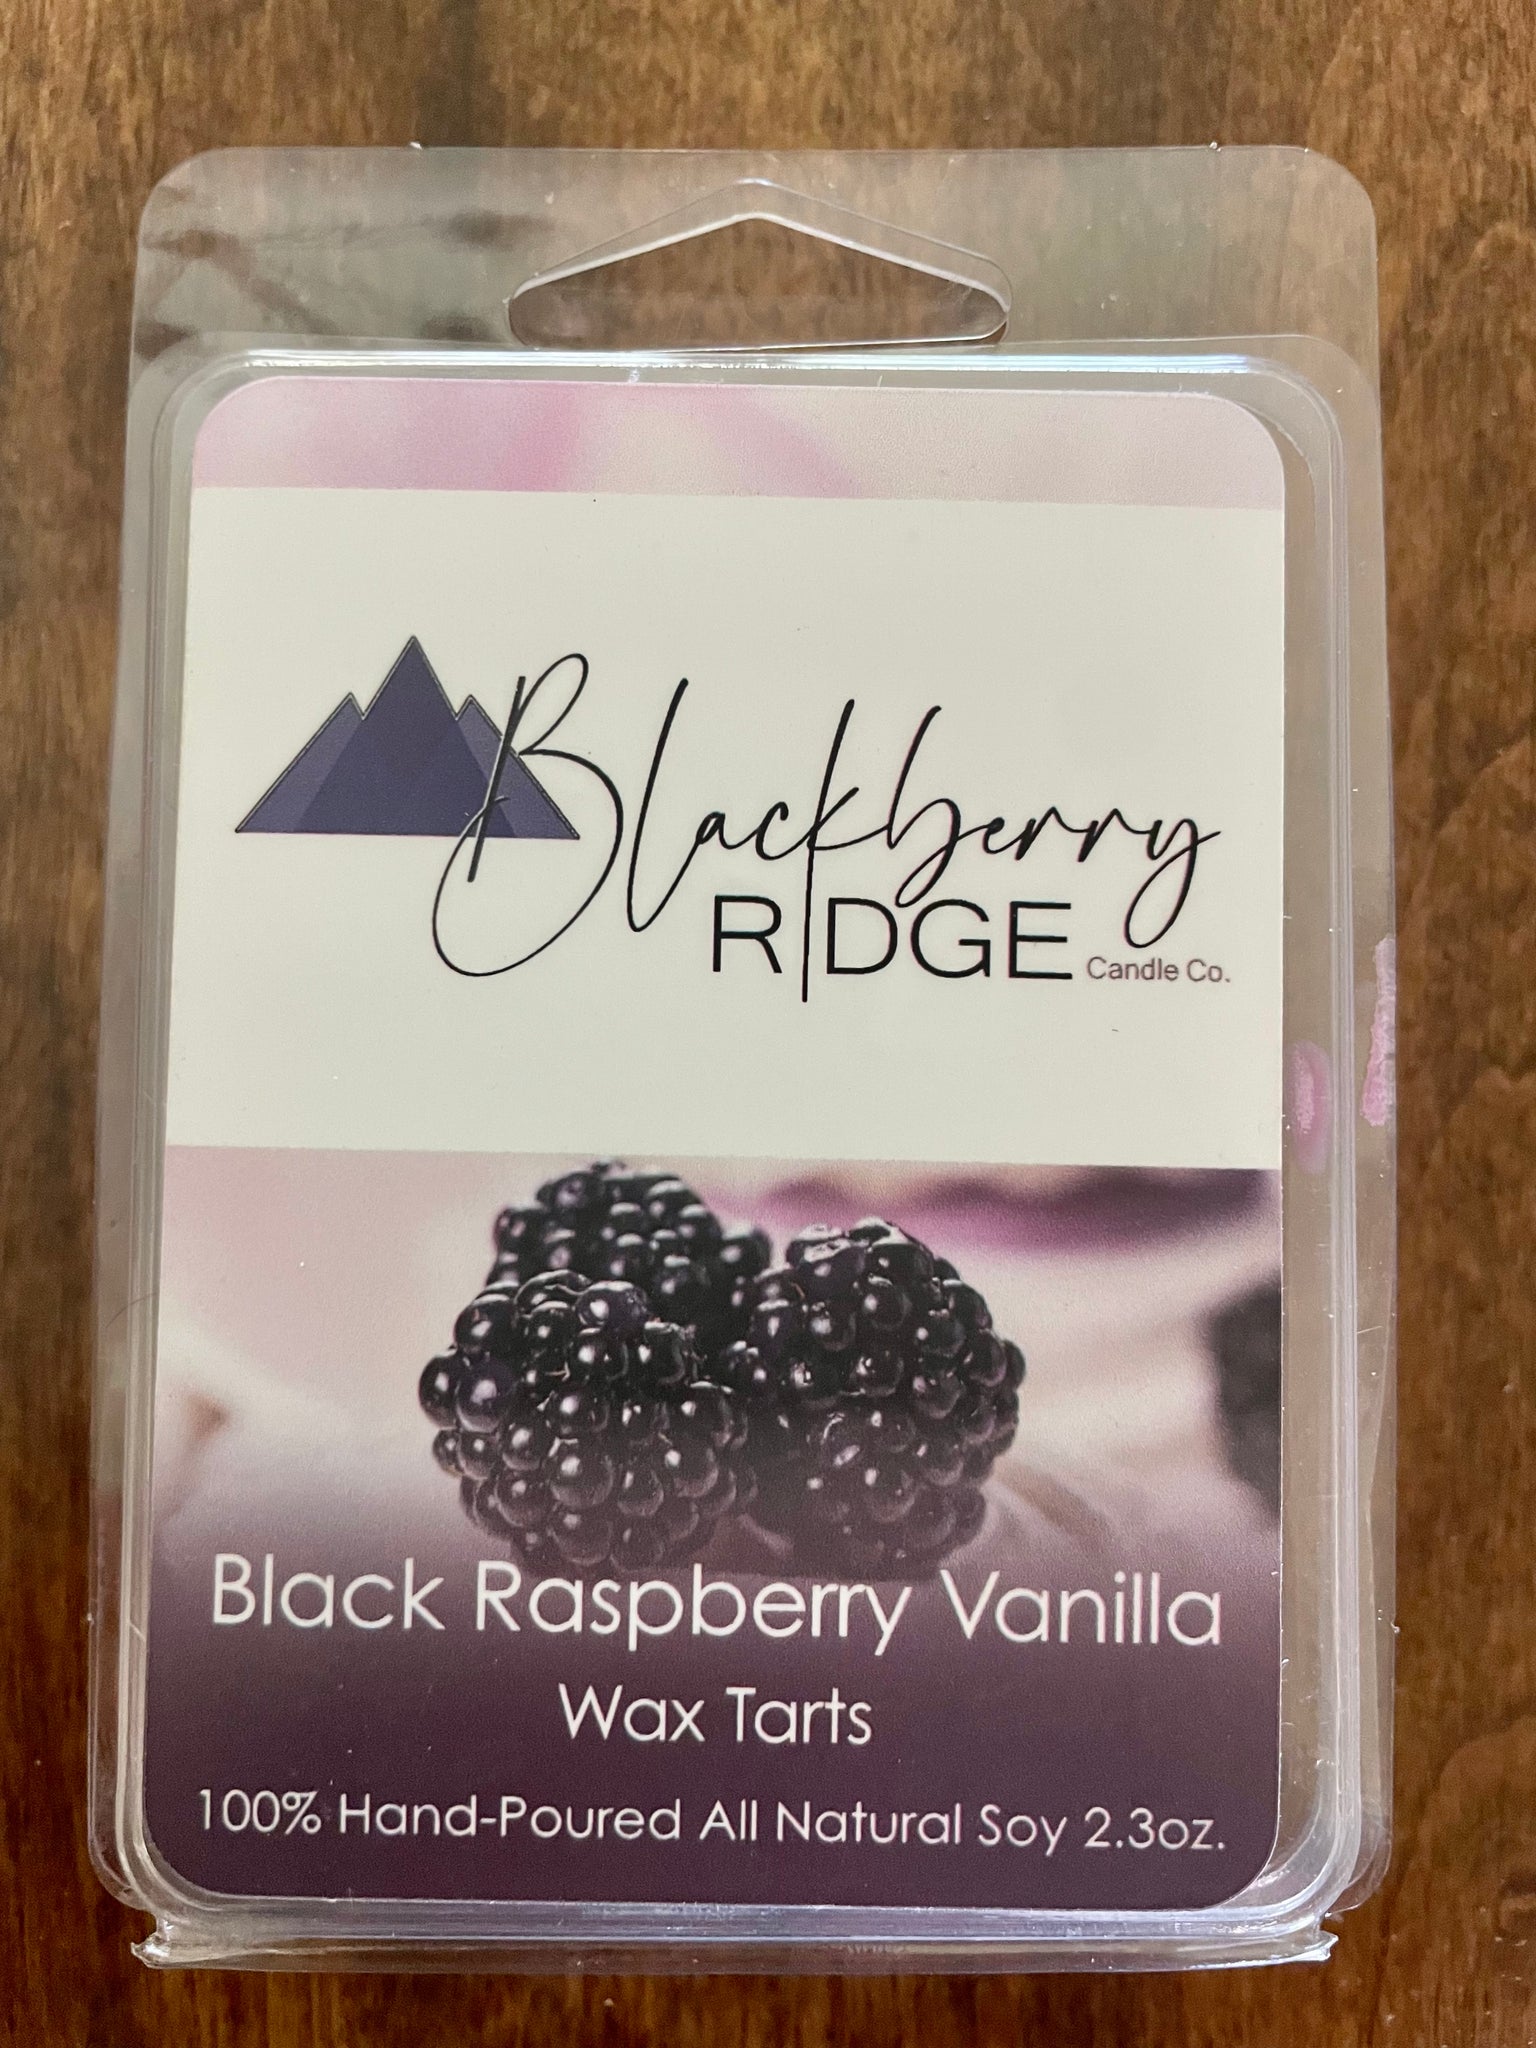 Blackberry
RIDGE Candle Co.
Black Raspberry Vanilla
Wax Tarts
100% Hand-Poured All Natural Soy 2.3oz.